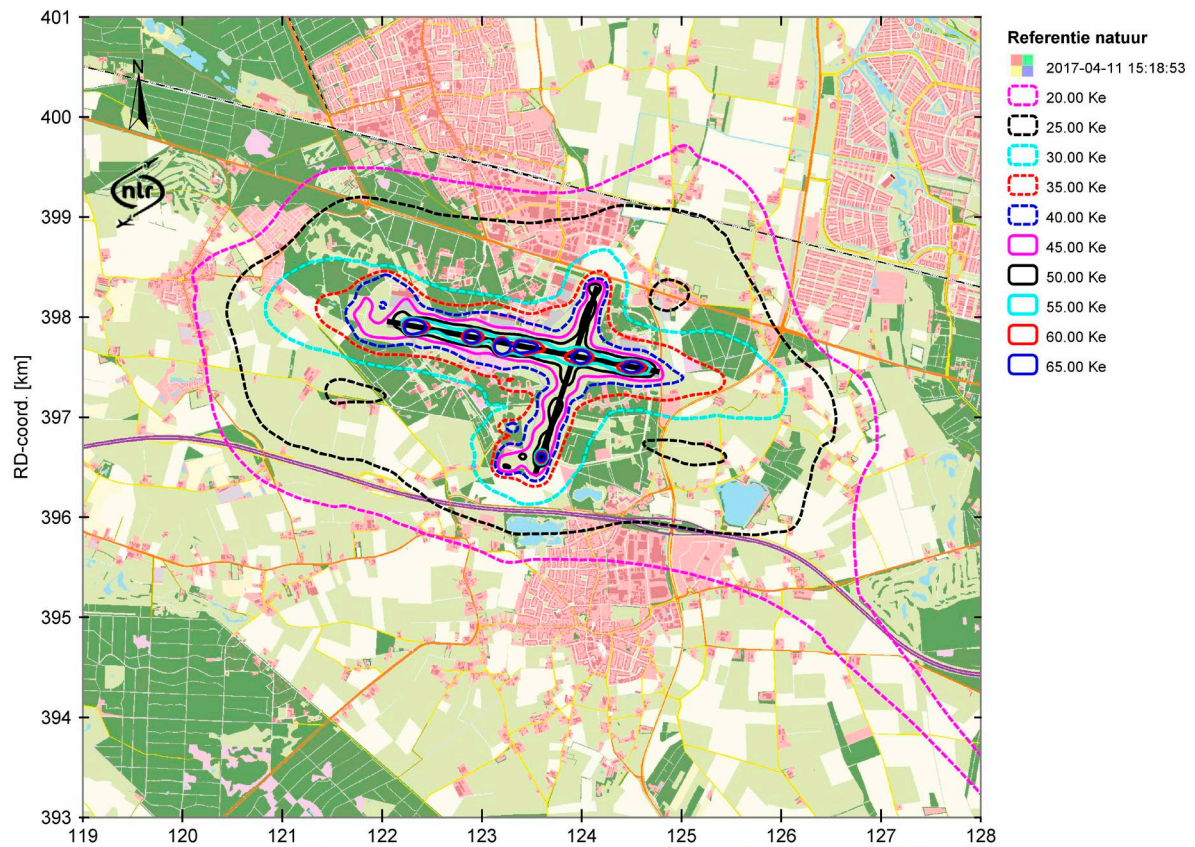 401
400
399
398
397
396
395
394
393
RD-coord. [km]
119 120 121 122 123 124 125 126 127 128
N
nlr
Referentie natuur
2017-04-11 15:18:53
20.00 Ke
25.00 Ke
30.00 Ke
35.00 Ke
40.00 Ke
45.00 Ke
50.00 Ke
55.00 Ke
60.00 Ke
65.00 Ke